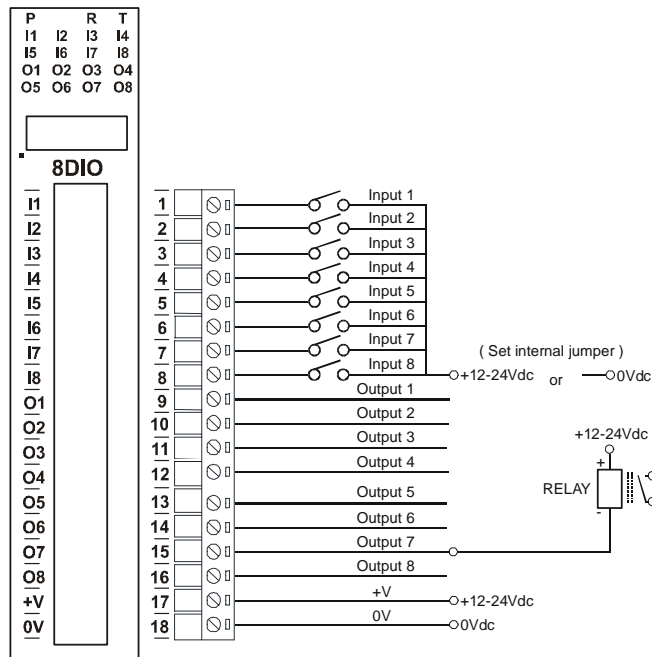 P R T
I1 I2 I3 I4
I5 I6 I7 I8
O1 O2 O3 O4
O5 O6 O7 O8
8DIO
I1 1 Input 1
I2 2 Input 2
I3 3 Input 3
I4 4 Input 4
I5 5 Input 5
I6 6 Input 6
I7 7 Input 7
( Set internal jumper )
I8 8 Input 8 +12-24Vdc or 0Vdc
O1 9 Output 1
O2 10 Output 2
O3 11 Output 3
+12-24Vdc
O4 12 Output 4
+
O5 13 Output 5
RELAY
O6 14 Output 6
-
O7 15 Output 7
O8 16 Output 8
+V 17 +V +12-24Vdc
0V 18 0V 0Vdc